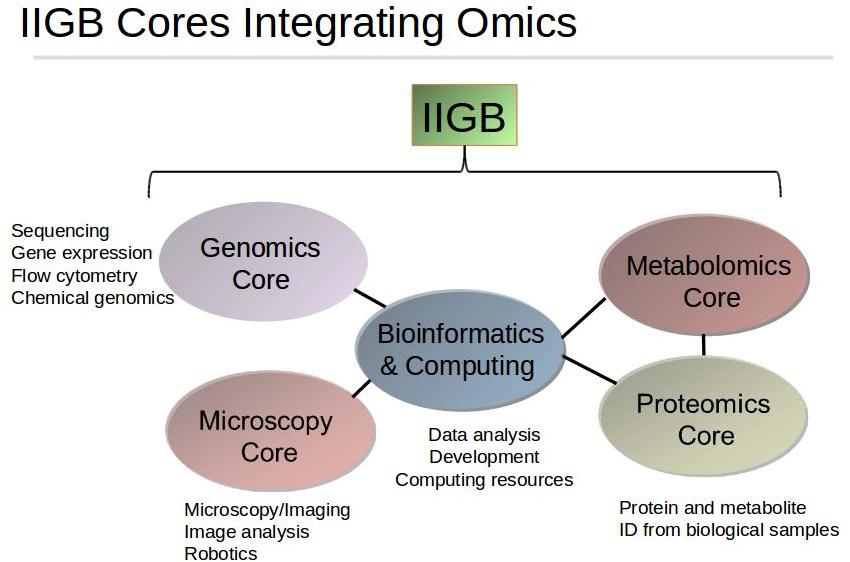 IIGB Cores Integrating Omics
IIGB
Sequencing
Gene expression
Flow cytometry
Chemical genomics
Genomics
Core
Metabolomics
Core
Bioinformatics
& Computing
Microscopy
Core
Proteomics
Core
Data analysis
Development
Computing resources
Microscopy/Imaging
Image analysis
Robotics
Protein and metabolite
ID from biological samples